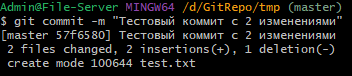 Admin@File-Server MINGW64 /d/GitRepo/tmp (master)
$ git commit -m "Тестовый коммит с 2 изменениями"
[master 57f6580] Тестовый коммит с 2 изменениями
2 files changed, 2 insertions(+), 1 deletion(-)
create mode 100644 test.txt